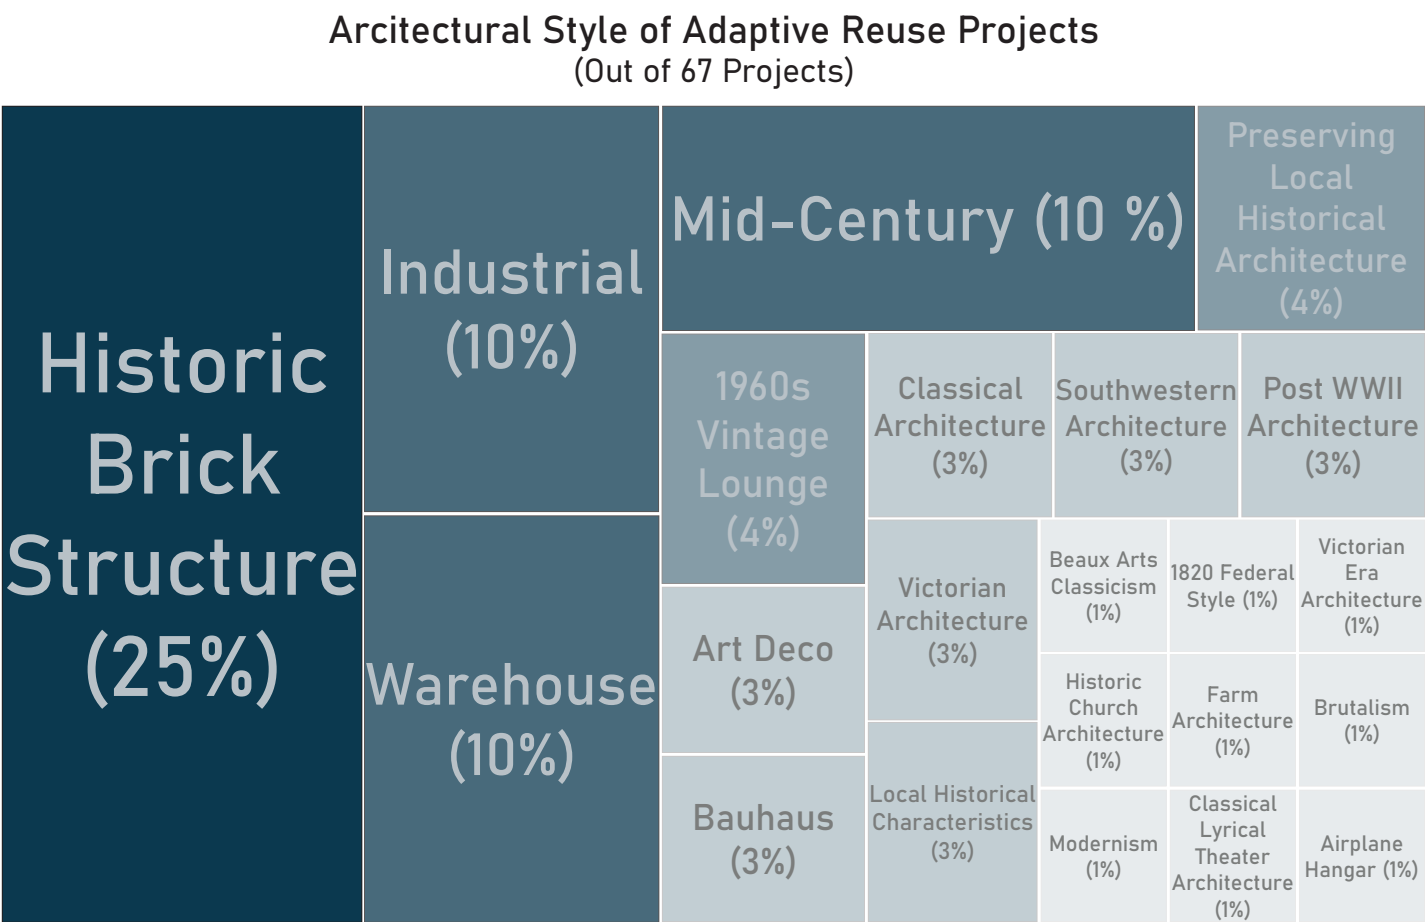 Arcitectural Style of Adaptive Reuse Projects
(Out of 67 Projects)
Historic
Brick
Structure
(25%)
Industrial
(10%)
Warehouse
(10%)
Mid-Century (10 %)
Preserving
Local
Historical
Architecture
(4%)
1960s
Vintage
Lounge
(4%)
Classical
Architecture
(3%)
Southwestern
Architecture
(3%)
Post WWII
Architecture
(3%)
Art Deco
(3%)
Bauhaus
(3%)
Victorian
Architecture
(3%)
Local Historical
Characteristics
(3%)
Beaux Arts
Classicism
(1%)
1820 Federal
Style (1%)
Victorian
Era
Architecture
(1%)
Historic
Church
Architecture
(1%)
Farm
Architecture
(1%)
Brutalism
(1%)
Modernism
(1%)
Classical
Lyrical
Theater
Architecture
(1%)
Airplane
Hangar (1%)